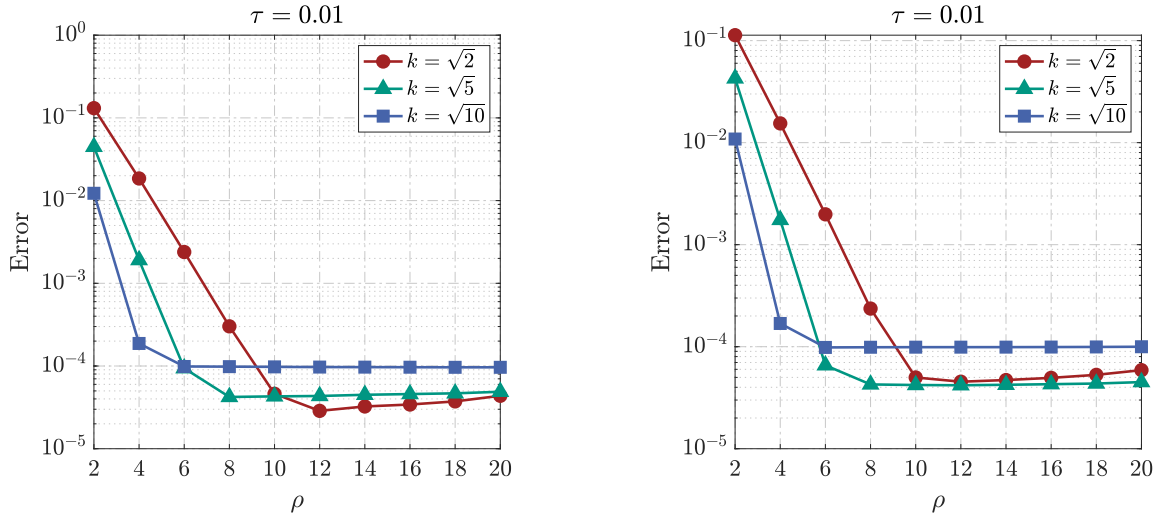 τ = 0.01
10^0
10^{-1}
10^{-2}
10^{-3}
10^{-4}
10^{-5}
Error
k = √2
k = √5
k = √10
2 4 6 8 10 12 14 16 18 20
ρ
τ = 0.01
10^{-1}
10^{-2}
10^{-3}
10^{-4}
10^{-5}
Error
k = √2
k = √5
k = √10
2 4 6 8 10 12 14 16 18 20
ρ